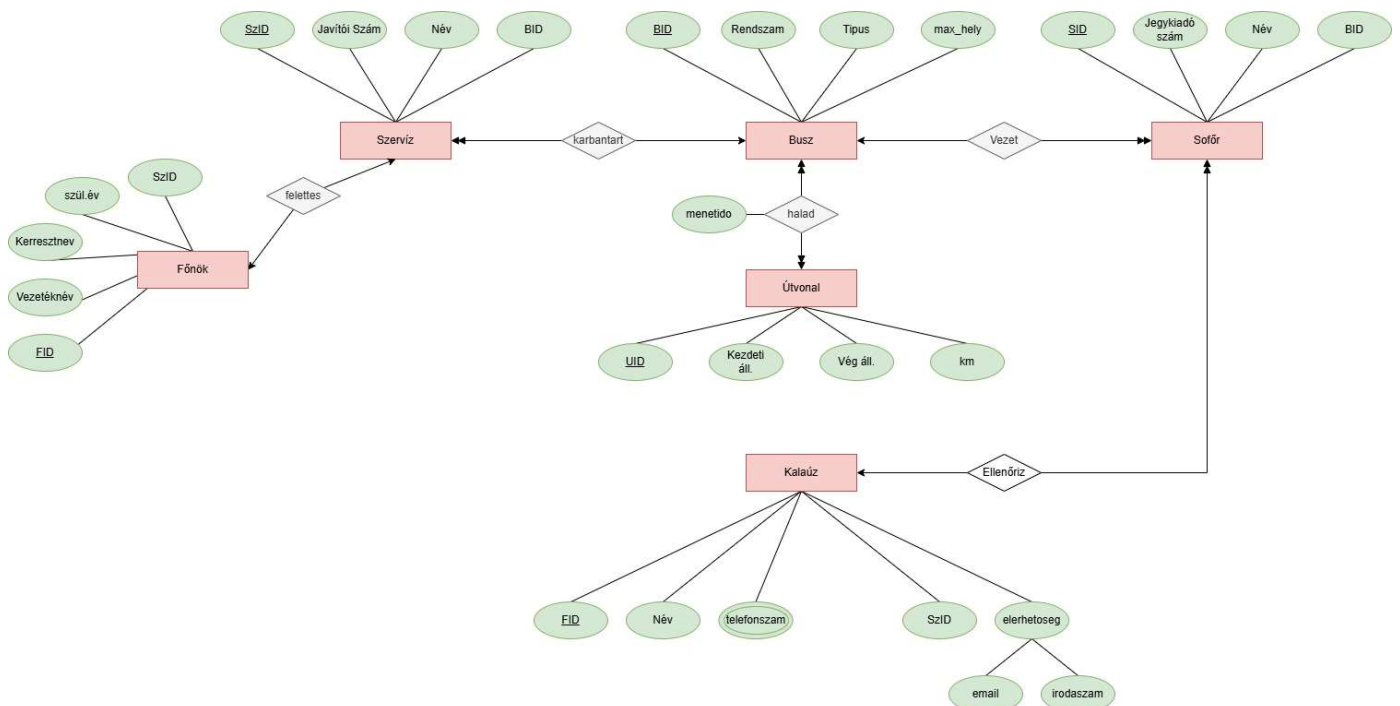 SzID
Javítói Szám
Név
BID
BID
Rendszam
Tipus
max_hely
SID
Jegykiadó
szám
Név
BID
Szervíz
karbantart
Busz
Vezet
Sofőr
SzID
szül.év
felettes
Kerresztnev
menetido
halad
Főnök
Vezetéknév
Útvonal
FID
UID
Kezdeti
áll.
Vég áll.
km
Kalaúz
Ellenőriz
FID
Név
telefonszam
SzID
elerhetoseg
email
irodaszam